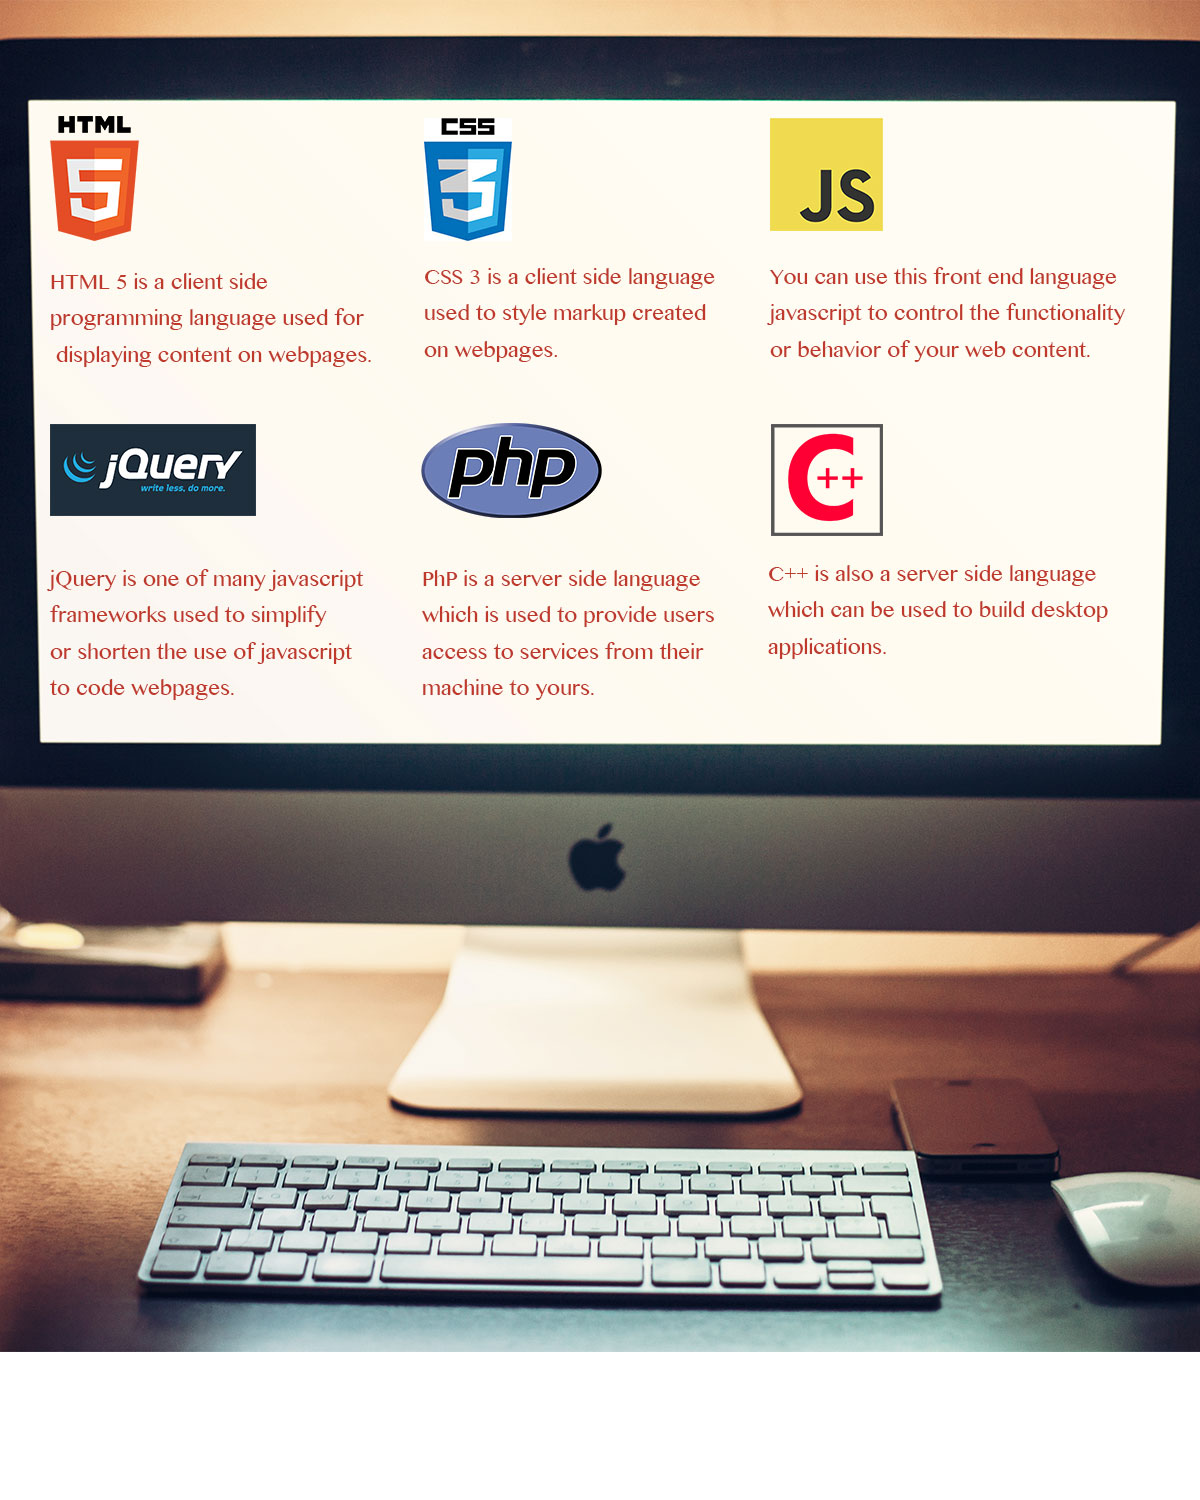 HTML
5
HTML 5 is a client side
programming language used for
displaying content on webpages.
CSS
3
CSS 3 is a client side language
used to style markup created
on webpages.
JS
You can use this front end language
javascript to control the functionality
or behavior of your web content.
jQuery
write less, do more.
jQuery is one of many javascript
frameworks used to simplify
or shorten the use of javascript
to code webpages.
php
PhP is a server side language
which is used to provide users
access to services from their
machine to yours.
C++
C++ is also a server side language
which can be used to build desktop
applications.